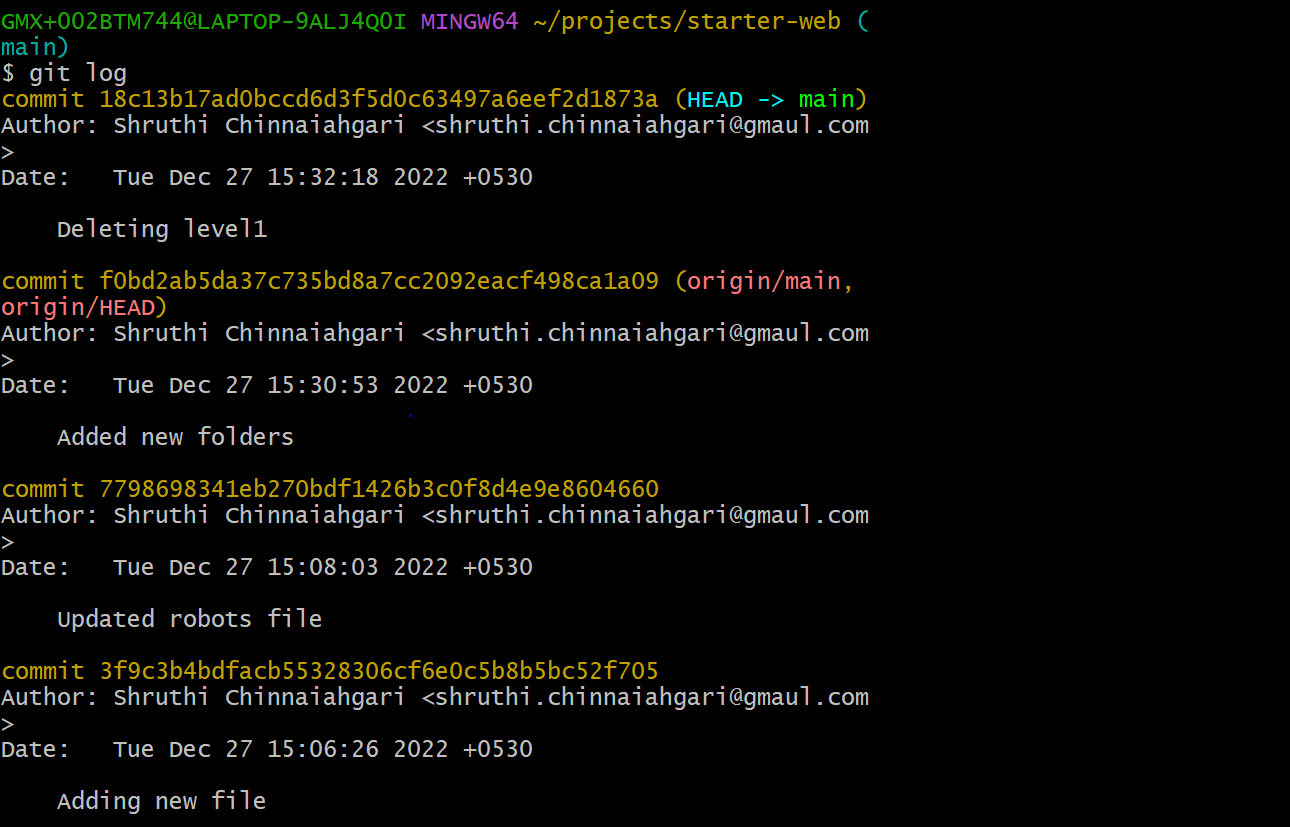 GMX+002BTM744@LAPTOP-9ALJ4Q0I MINGW64 ~/projects/starter-web (
main)
$ git log
commit 18c13b17ad0bccd6d3f5d0c63497a6eef2d1873a (HEAD -> main)
Author: Shruthi Chinnaiahgari <shruthi.chinnaiahgari@gmaul.com
>
Date:   Tue Dec 27 15:32:18 2022 +0530
    Deleting level1
commit f0bd2ab5da37c735bd8a7cc2092eacf498ca1a09 (origin/main,
origin/HEAD)
Author: Shruthi Chinnaiahgari <shruthi.chinnaiahgari@gmaul.com
>
Date:   Tue Dec 27 15:30:53 2022 +0530
    Added new folders
commit 7798698341eb270bdf1426b3c0f8d4e9e8604660
Author: Shruthi Chinnaiahgari <shruthi.chinnaiahgari@gmaul.com
>
Date:   Tue Dec 27 15:08:03 2022 +0530
    Updated robots file
commit 3f9c3b4bdfacb55328306cf6e0c5b8b5bc52f705
Author: Shruthi Chinnaiahgari <shruthi.chinnaiahgari@gmaul.com
>
Date:   Tue Dec 27 15:06:26 2022 +0530
    Adding new file